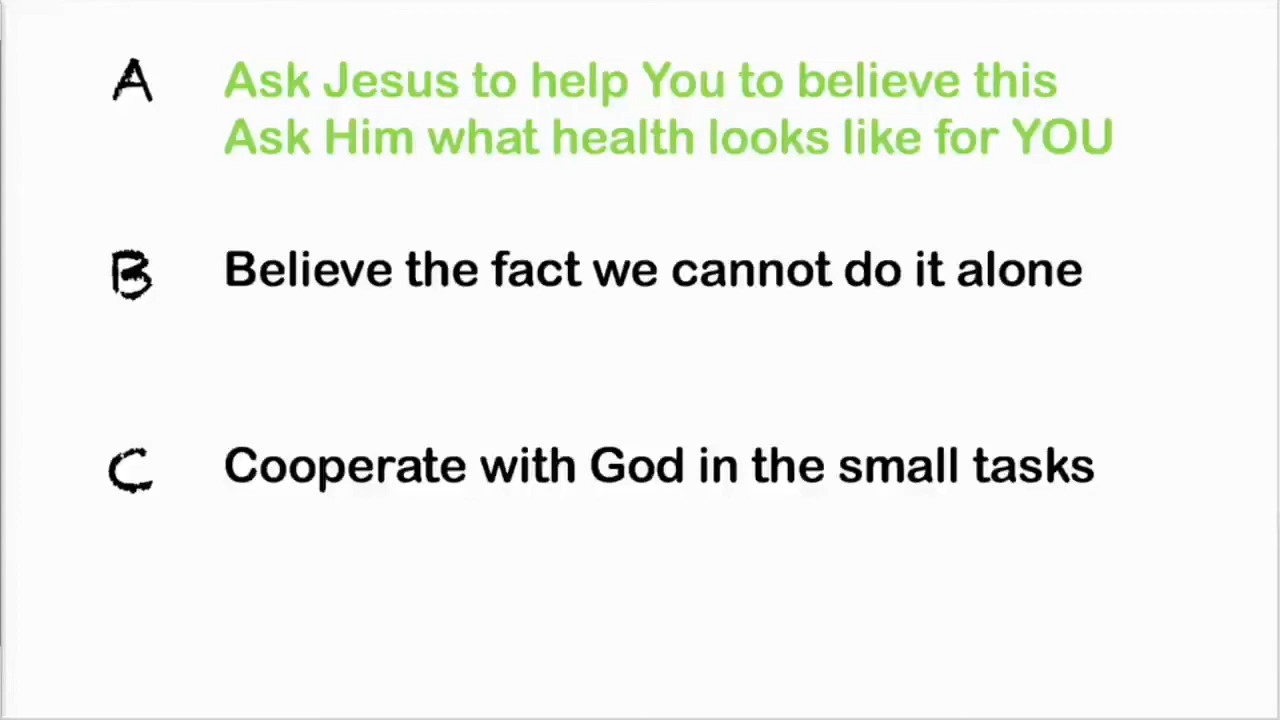 A Ask Jesus to help You to believe this
Ask Him what health looks like for YOU
B Believe the fact we cannot do it alone
C Cooperate with God in the small tasks